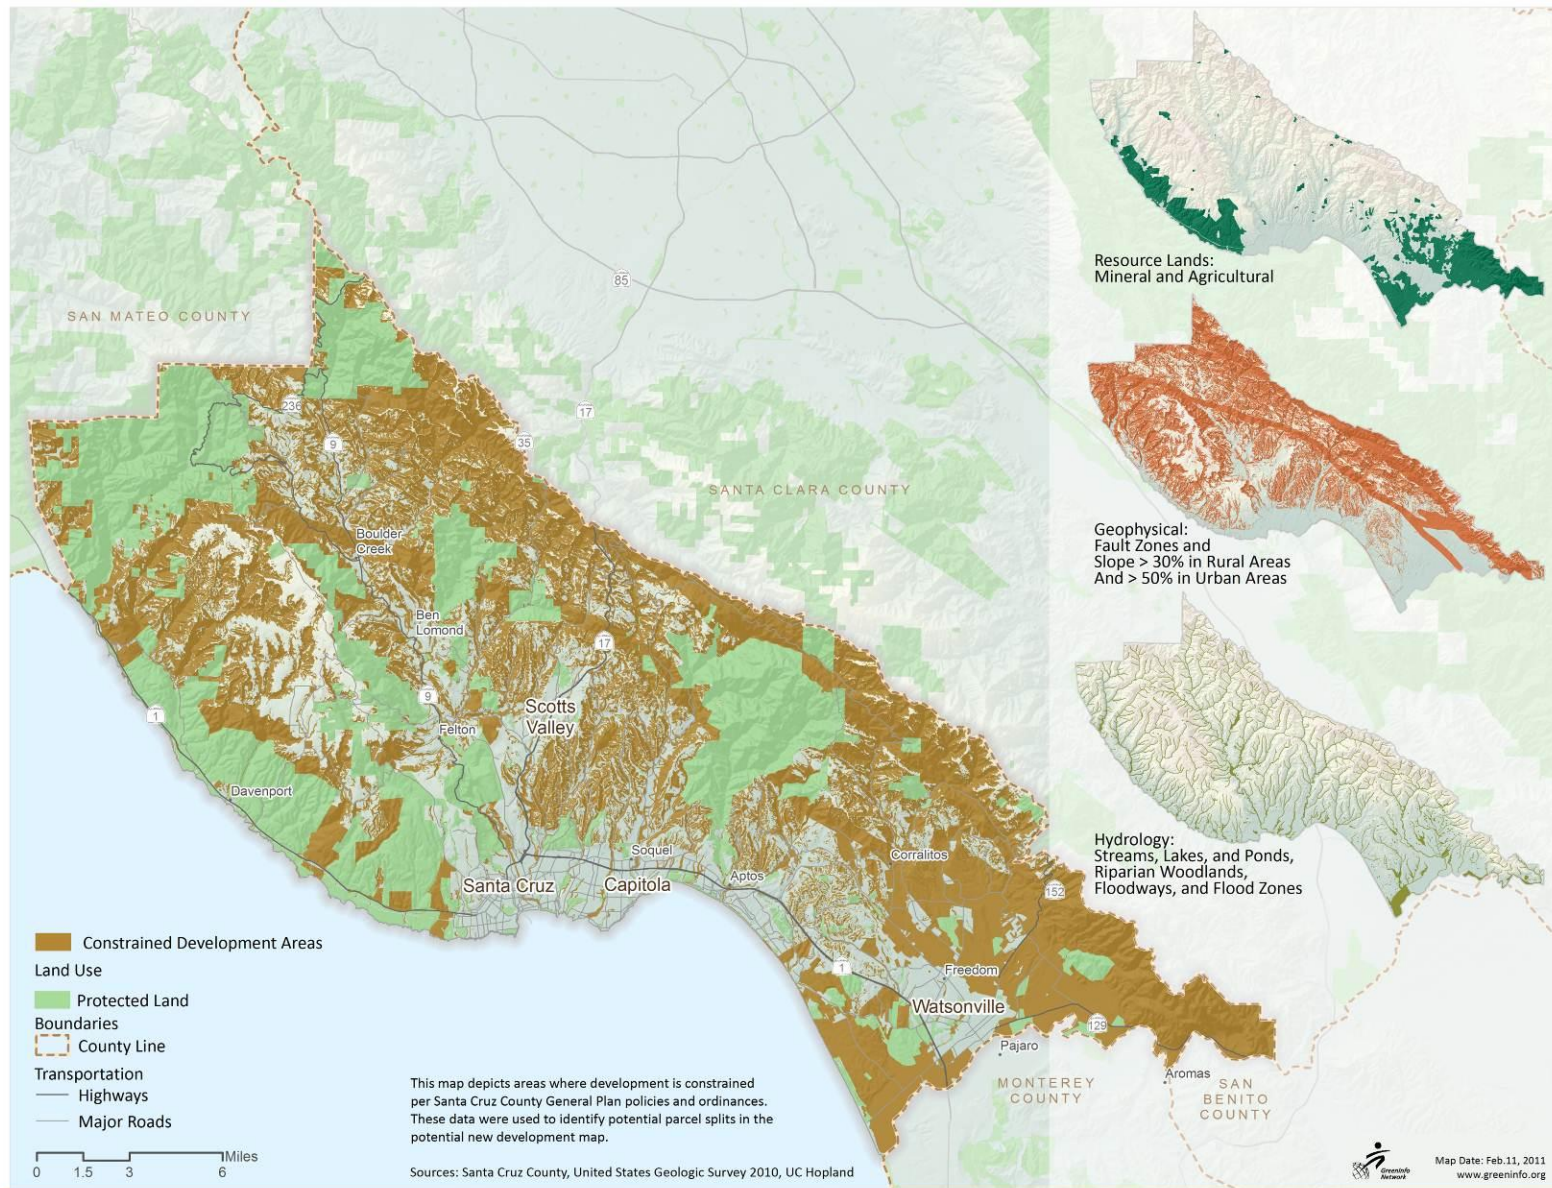 SAN MATEO COUNTY
85
17
35
236
9
SANTA CLARA COUNTY
Boulder
Creek
Ben
Lomond
17
9
1
Scotts
Valley
Felton
Davenport
Soquel
Santa Cruz
Capitola
Aptos
Corralitos
152
1
Freedom
Watsonville
129
Pajaro
Aromas
MONTEREY
COUNTY
SAN
BENITO
COUNTY
Resource Lands:
Mineral and Agricultural
Geophysical:
Fault Zones and
Slope > 30% in Rural Areas
And > 50% in Urban Areas
Hydrology:
Streams, Lakes, and Ponds,
Riparian Woodlands,
Floodways, and Flood Zones
Constrained Development Areas
Land Use
Protected Land
Boundaries
County Line
Transportation
Highways
Major Roads
Miles
0 1.5 3 6
This map depicts areas where development is constrained
per Santa Cruz County General Plan policies and ordinances.
These data were used to identify potential parcel splits in the
potential new development map.
Sources: Santa Cruz County, United States Geologic Survey 2010, UC Hopland
GreenInfo
Network
Map Date: Feb.11, 2011
www.greeninfo.org